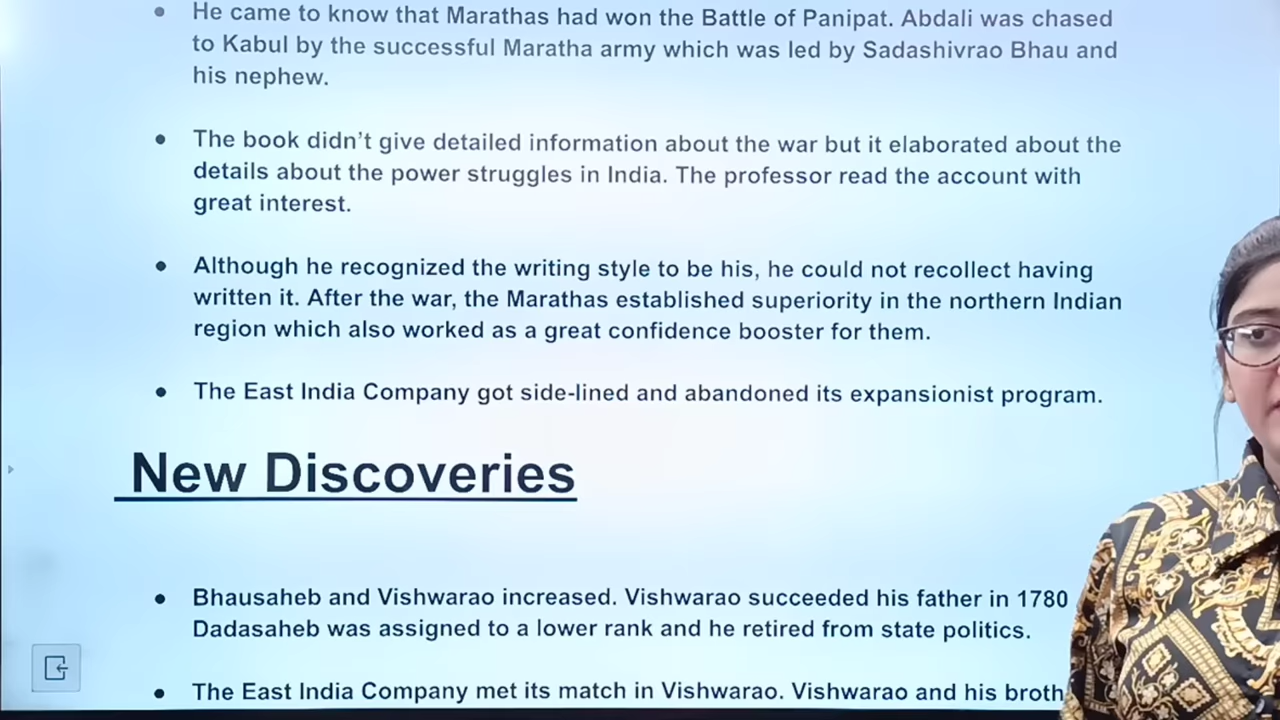 He came to know that Marathas had won the Battle of Panipat. Abdali was chased
to Kabul by the successful Maratha army which was led by Sadashivrao Bhau and
his nephew.
The book didn't give detailed information about the war but it elaborated about the
details about the power struggles in India. The professor read the account with
great interest.
Although he recognized the writing style to be his, he could not recollect having
written it. After the war, the Marathas established superiority in the northern Indian
region which also worked as a great confidence booster for them.
The East India Company got side-lined and abandoned its expansionist program.
New Discoveries
Bhausaheb and Vishwarao increased. Vishwarao succeeded his father in 1780
Dadasaheb was assigned to a lower rank and he retired from state politics.
The East India Company met its match in Vishwarao. Vishwarao and his